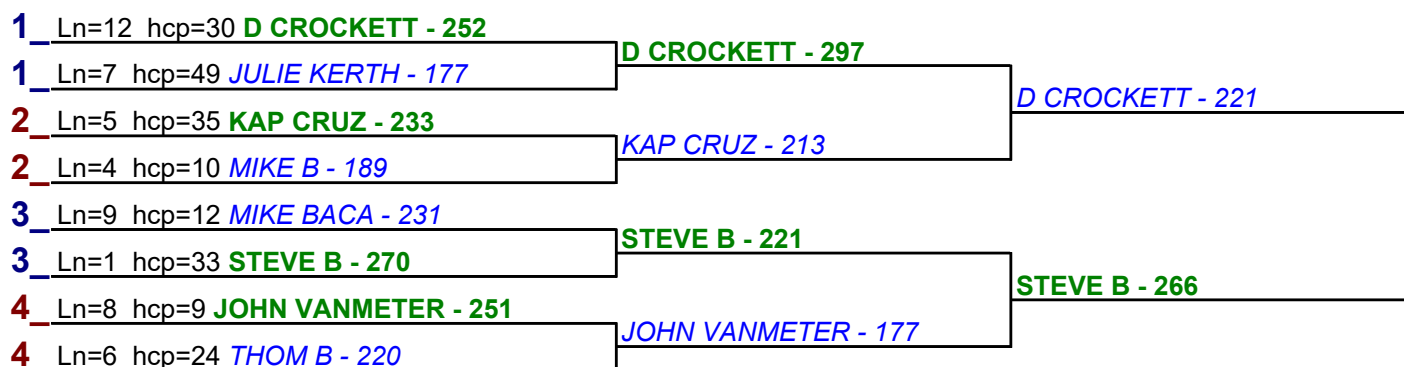 1_ Ln=12 hcp=30 D CROCKETT - 252
D CROCKETT - 297
1_ Ln=7 hcp=49 JULIE KERTH - 177
D CROCKETT - 221
2_ Ln=5 hcp=35 KAP CRUZ - 233
KAP CRUZ - 213
2_ Ln=4 hcp=10 MIKE B - 189
3_ Ln=9 hcp=12 MIKE BACA - 231
STEVE B - 221
3_ Ln=1 hcp=33 STEVE B - 270
STEVE B - 266
4_ Ln=8 hcp=9 JOHN VANMETER - 251
JOHN VANMETER - 177
4 Ln=6 hcp=24 THOM B - 220